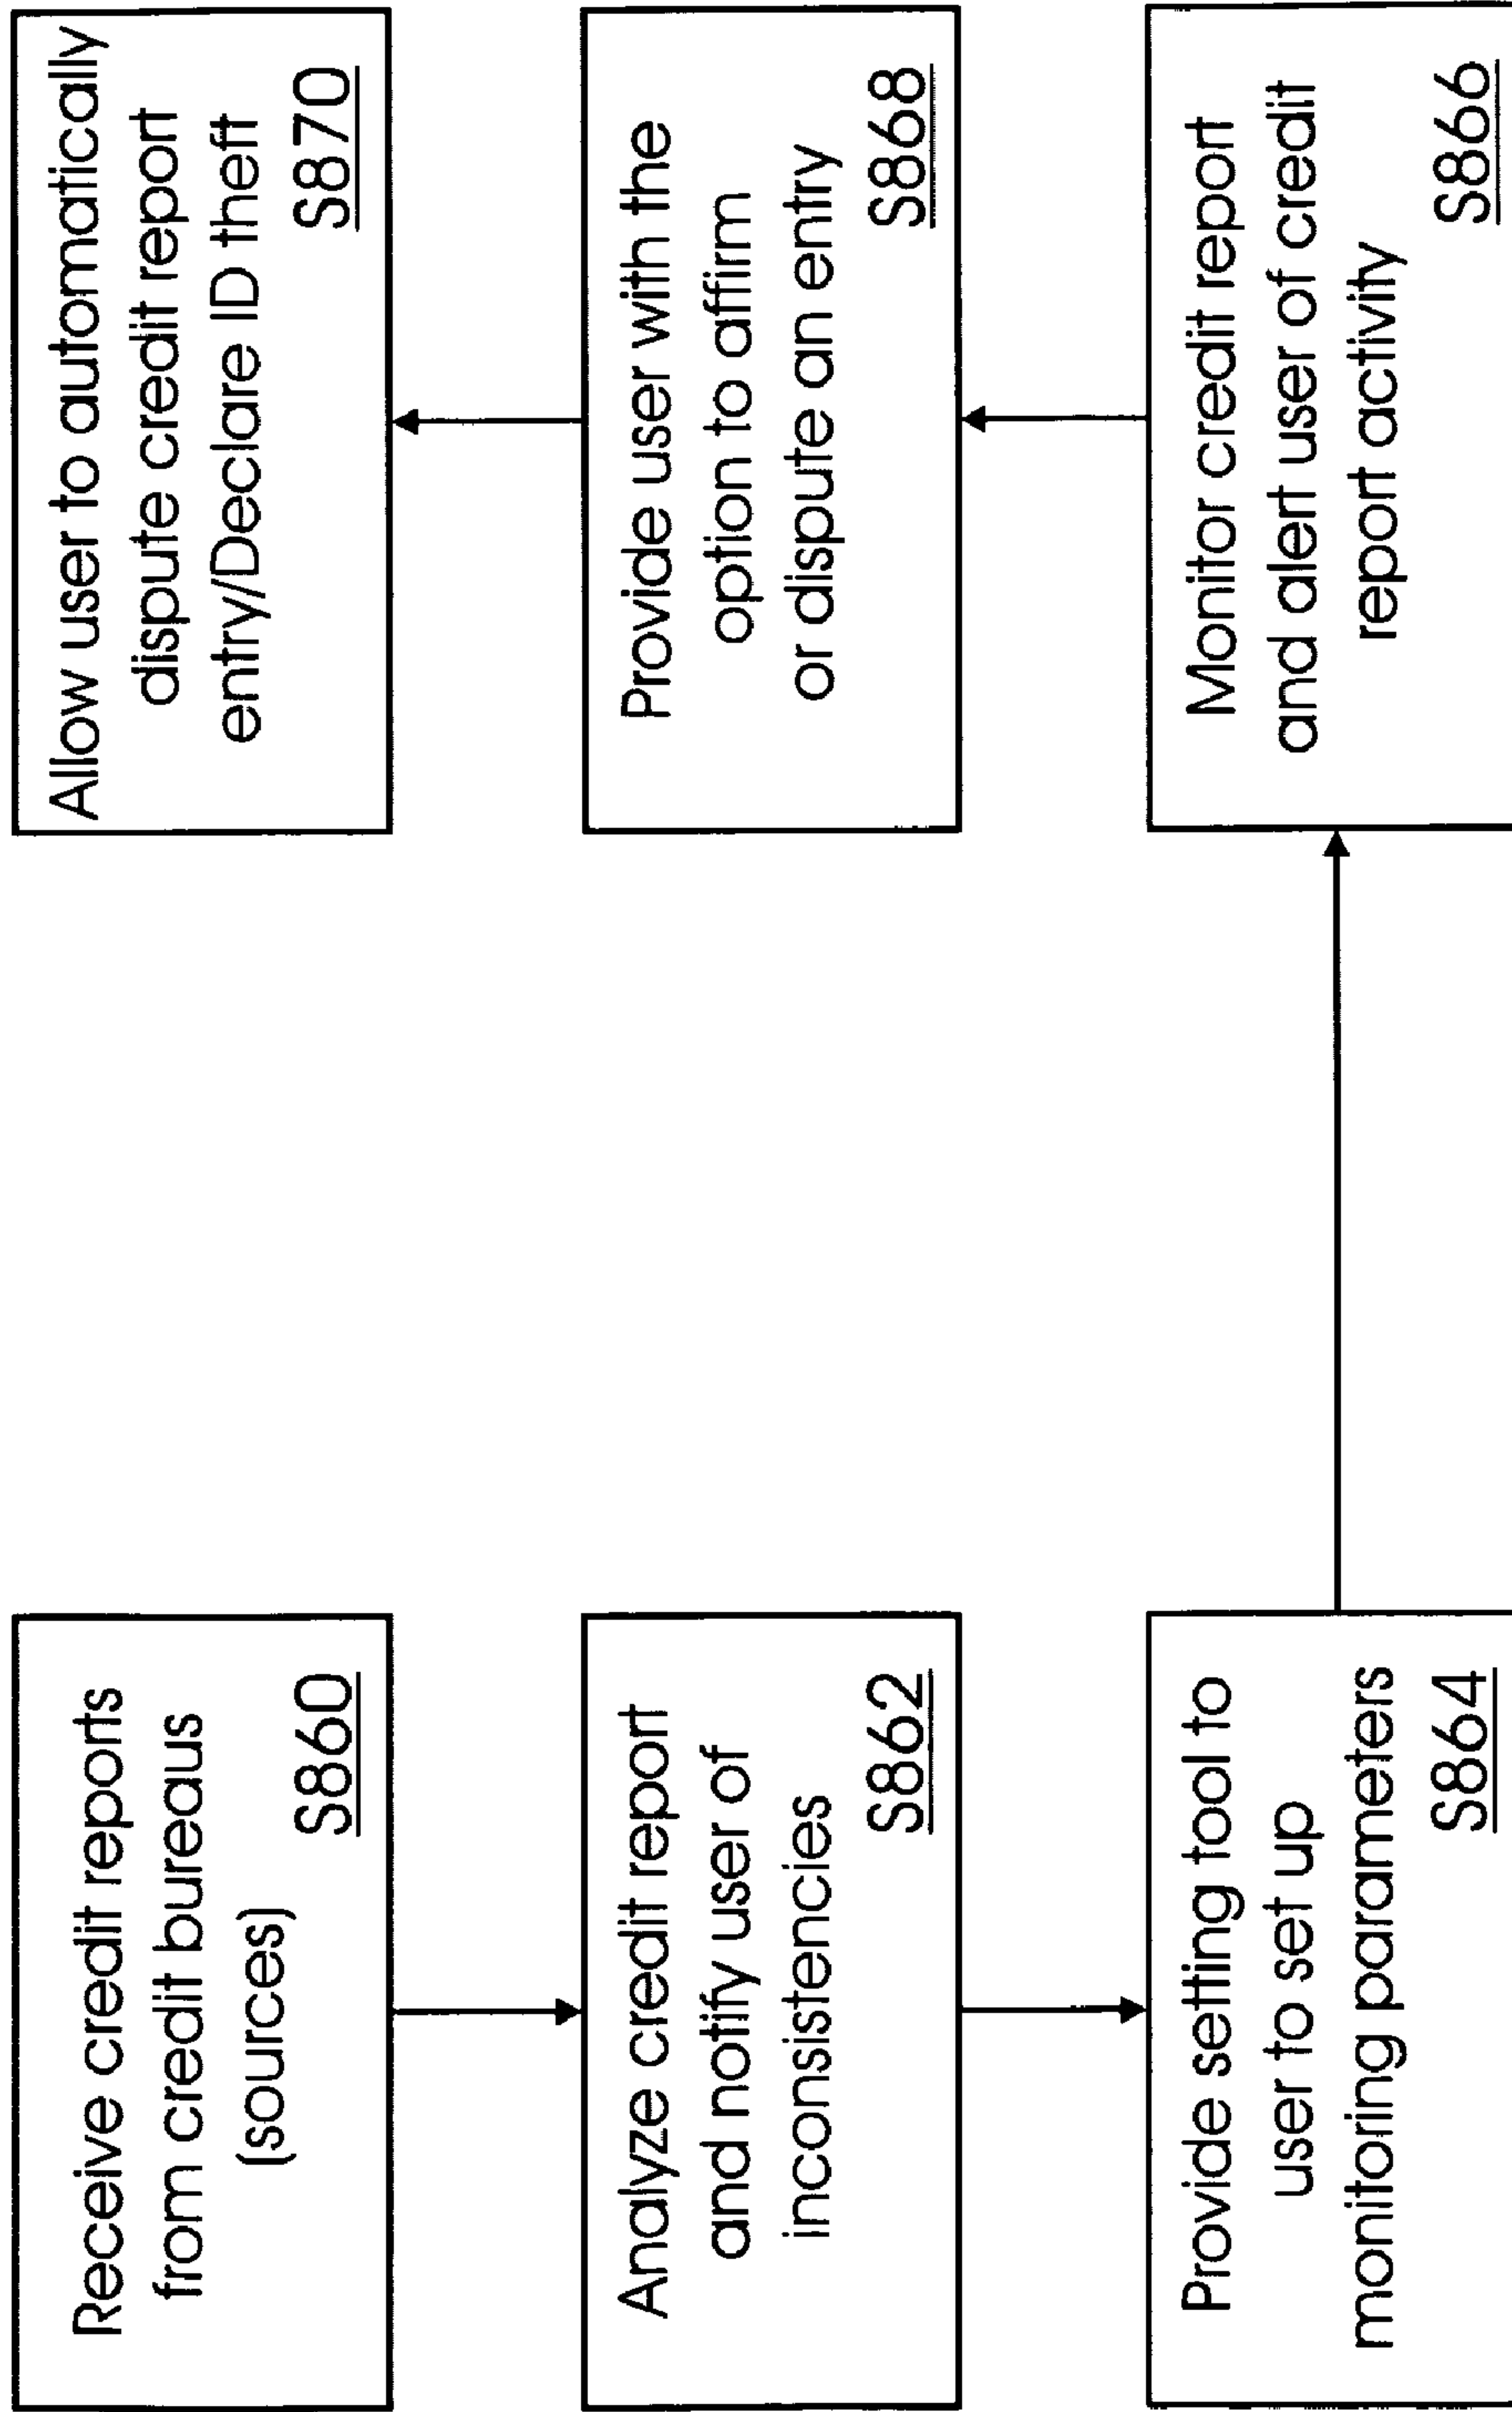 Receive credit reports
from credit bureaus
(sources)
S860
Analyze credit report
and notify user of
inconsistencies
S862
Provide setting tool to
user to set up
monitoring parameters
S864
Monitor credit report
and alert user of credit
report activity
S866
Provide user with the
option to affirm
or dispute an entry
S868
Allow user to automatically
dispute credit report
entry/Declare ID theft
S870